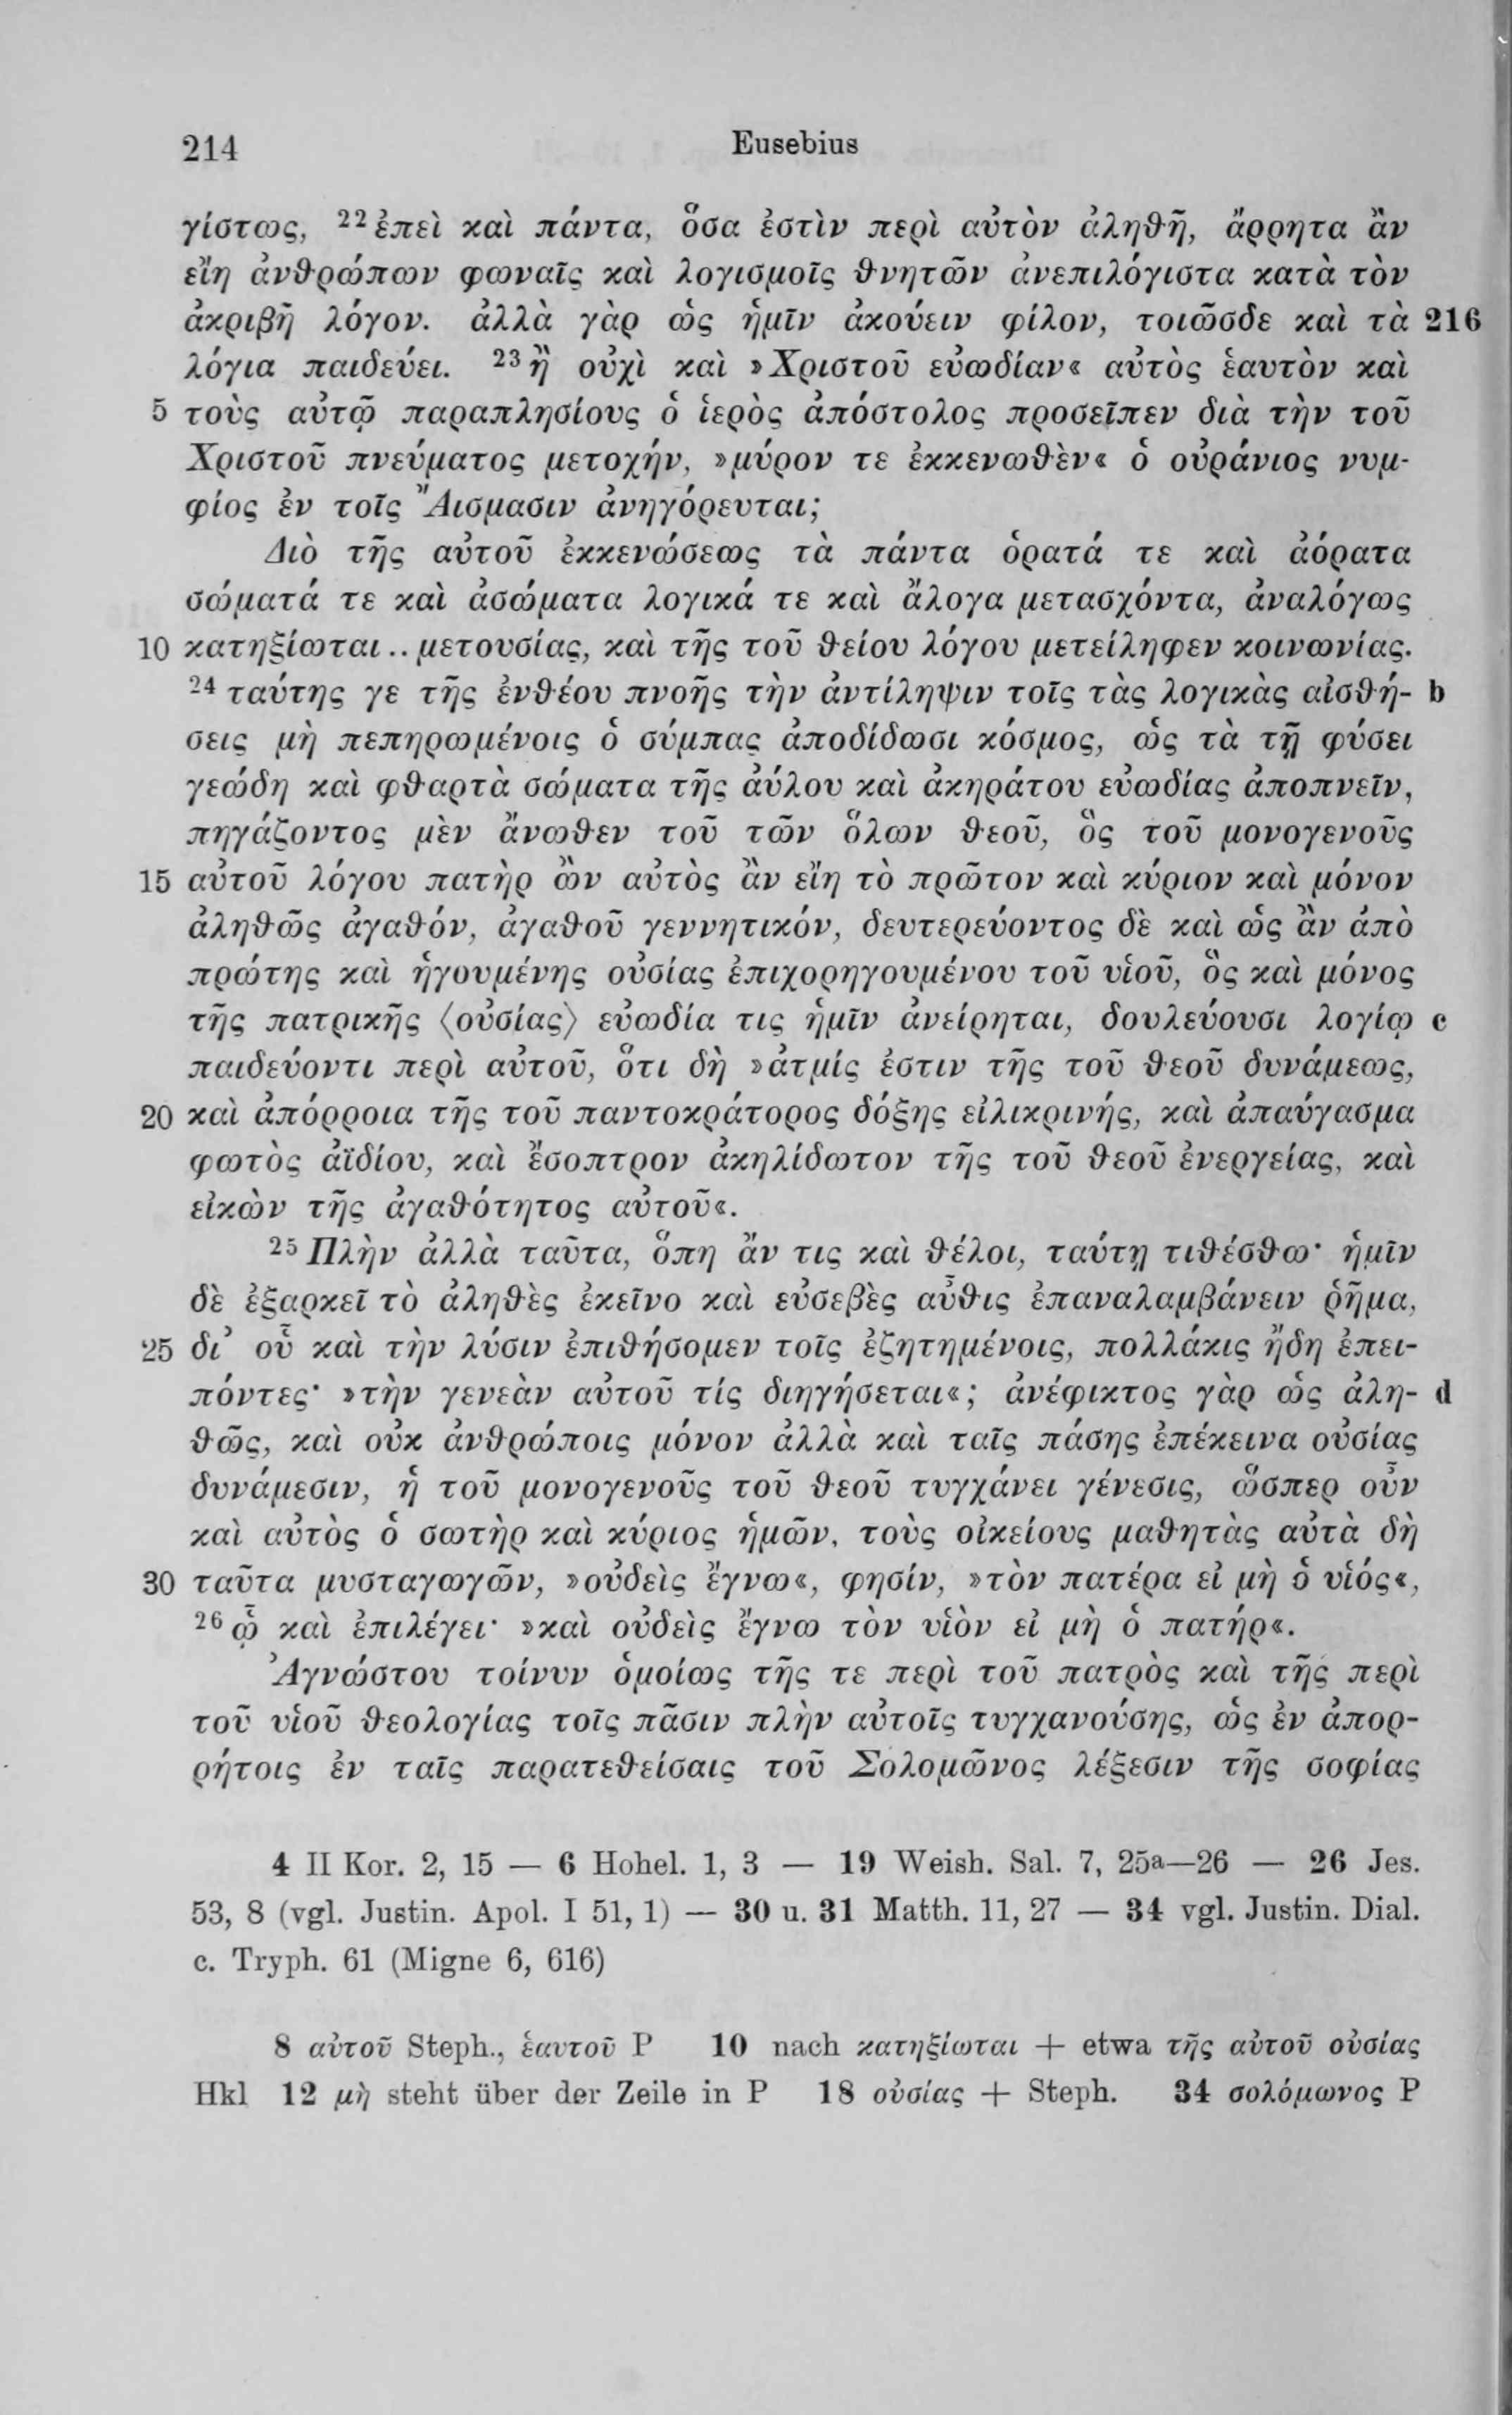 214 Eusebius
γίστως, ²²ἐπεὶ καὶ πάντα, ὅσα ἐστὶν περὶ αὐτὸν ἀληθῆ, ἄρρητα ἂν
εἴη ἀνθρώπων φωναῖς καὶ λογισμοῖς θνητῶν ἀνεπιλόγιστα κατὰ τὸν
ἀκριβῆ λόγον. ἀλλὰ γὰρ ὡς ἡμῖν ἀκούειν φίλον, τοιῶσδε καὶ τὰ 216
λόγια παιδεύει. ²³ἢ οὐχὶ καὶ »Χριστοῦ εὐωδίαν« αὐτὸς ἑαυτὸν καὶ
5 τοὺς αὐτῷ παραπλησίους ὁ ἱερὸς ἀπόστολος προσεῖπεν διὰ τὴν τοῦ
Χριστοῦ πνεύματος μετοχήν, »μύρον τε ἐκκενωθὲν« ὁ οὐράνιος νυμ-
φίος ἐν τοῖς Ἄισμασιν ἀνηγόρευται;
Διὸ τῆς αὐτοῦ ἐκκενώσεως τὰ πάντα ὁρατά τε καὶ ἀόρατα
σώματά τε καὶ ἀσώματα λογικά τε καὶ ἄλογα μετασχόντα, ἀναλόγως
10 κατηξίωται .. μετουσίας, καὶ τῆς τοῦ θείου λόγου μετείληφεν κοινωνίας.
²⁴ ταύτης γε τῆς ἐνθέου πνοῆς τὴν ἀντίληψιν τοῖς τὰς λογικὰς αἰσθή- b
σεις μὴ πεπηρωμένοις ὁ σύμπας ἀποδίδωσι κόσμος, ὡς τὰ τῇ φύσει
γεώδη καὶ φθαρτὰ σώματα τῆς ἀύλου καὶ ἀκηράτου εὐωδίας ἀποπνεῖν,
πηγάζοντος μὲν ἄνωθεν τοῦ τῶν ὅλων θεοῦ, ὃς τοῦ μονογενοῦς
15 αὐτοῦ λόγου πατὴρ ὢν αὐτὸς ἂν εἴη τὸ πρῶτον καὶ κύριον καὶ μόνον
ἀληθῶς ἀγαθόν, ἀγαθοῦ γεννητικόν, δευτερεύοντος δὲ καὶ ὡς ἂν ἀπὸ
πρώτης καὶ ἡγουμένης οὐσίας ἐπιχορηγουμένου τοῦ υἱοῦ, ὃς καὶ μόνος
τῆς πατρικῆς ⟨οὐσίας⟩ εὐωδία τις ἡμῖν ἀνείρηται, δουλεύουσι λογίῳ c
παιδεύοντι περὶ αὐτοῦ, ὅτι δὴ »ἀτμίς ἐστιν τῆς τοῦ θεοῦ δυνάμεως,
20 καὶ ἀπόρροια τῆς τοῦ παντοκράτορος δόξης εἰλικρινής, καὶ ἀπαύγασμα
φωτὸς ἀϊδίου, καὶ ἔσοπτρον ἀκηλίδωτον τῆς τοῦ θεοῦ ἐνεργείας, καὶ
εἰκὼν τῆς ἀγαθότητος αὐτοῦ«.
²⁵ Πλὴν ἀλλὰ ταῦτα, ὅπη ἄν τις καὶ θέλοι, ταύτῃ τιθέσθω· ἡμῖν
δὲ ἐξαρκεῖ τὸ ἀληθὲς ἐκεῖνο καὶ εὐσεβὲς αὖθις ἐπαναλαμβάνειν ῥῆμα,
25 δι᾽ οὗ καὶ τὴν λύσιν ἐπιθήσομεν τοῖς ἐζητημένοις, πολλάκις ἤδη ἐπει-
πόντες· »τὴν γενεὰν αὐτοῦ τίς διηγήσεται«; ἀνέφικτος γὰρ ὡς ἀλη- d
θῶς, καὶ οὐκ ἀνθρώποις μόνον ἀλλὰ καὶ ταῖς πάσης ἐπέκεινα οὐσίας
δυνάμεσιν, ἡ τοῦ μονογενοῦς τοῦ θεοῦ τυγχάνει γένεσις, ὥσπερ οὖν
καὶ αὐτὸς ὁ σωτὴρ καὶ κύριος ἡμῶν, τοὺς οἰκείους μαθητὰς αὐτὰ δὴ
30 ταῦτα μυσταγωγῶν, »οὐδεὶς ἔγνω«, φησίν, »τὸν πατέρα εἰ μὴ ὁ υἱός«,
²⁶ ᾧ καὶ ἐπιλέγει· »καὶ οὐδεὶς ἔγνω τὸν υἱὸν εἰ μὴ ὁ πατήρ«.
Ἀγνώστου τοίνυν ὁμοίως τῆς τε περὶ τοῦ πατρὸς καὶ τῆς περὶ
τοῦ υἱοῦ θεολογίας τοῖς πᾶσιν πλὴν αὐτοῖς τυγχανούσης, ὡς ἐν ἀπορ-
ρήτοις ἐν ταῖς παρατεθείσαις τοῦ Σολομῶνος λέξεσιν τῆς σοφίας
4 II Kor. 2, 15 — 6 Hohel. 1, 3 — 19 Weish. Sal. 7, 25a—26 — 26 Jes.
53, 8 (vgl. Justin. Apol. I 51, 1) — 30 u. 31 Matth. 11, 27 — 34 vgl. Justin. Dial.
c. Tryph. 61 (Migne 6, 616)
8 αὐτοῦ Steph., ἑαυτοῦ P 10 nach κατηξίωται + etwa τῆς αὐτοῦ οὐσίας
Hkl 12 μὴ steht über der Zeile in P 18 οὐσίας + Steph. 34 σολόμωνος P